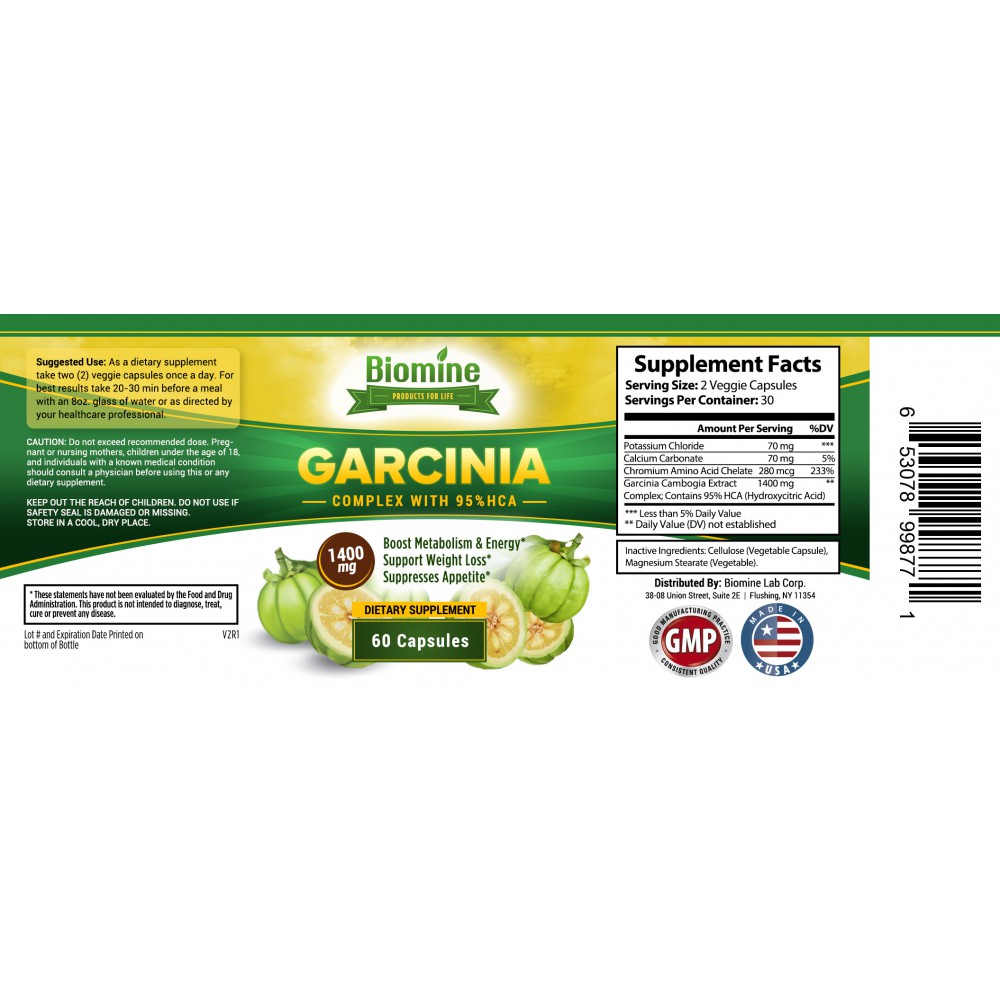 Suggested Use: As a dietary supplement
take two (2) veggie capsules once a day. For
best results take 20-30 min before a meal
with an 8oz. glass of water or as directed by
your healthcare professional.
CAUTION: Do not exceed recommended dose. Preg-
nant or nursing mothers, children under the age of 18,
and individuals with a known medical condition
should consult a physician before using this or any
dietary supplement.
KEEP OUT THE REACH OF CHILDREN. DO NOT USE IF
SAFETY SEAL IS DAMAGED OR MISSING.
STORE IN A COOL, DRY PLACE.
* These statements have not been evaluated by the Food and Drug
Administration. This product is not intended to diagnose, treat,
cure or prevent any disease.
Lot # and Expiration Date Printed on V2R1
bottom of Bottle
Biomine
PRODUCTS FOR LIFE
GARCINIA
COMPLEX WITH 95%HCA
1400
mg
Boost Metabolism & Energy*
Support Weight Loss*
Suppresses Appetite*
DIETARY SUPPLEMENT
60 Capsules
Supplement Facts
Serving Size: 2 Veggie Capsules
Servings Per Container: 30
Amount Per Serving %DV
Potassium Chloride 70 mg ***
Calcium Carbonate 70 mg 5%
Chromium Amino Acid Chelate 280 mcg 233%
Garcinia Cambogia Extract 1400 mg **
Complex; Contains 95% HCA (Hydroxycitric Acid)
*** Less than 5% Daily Value
** Daily Value (DV) not established
Inactive Ingredients: Cellulose (Vegetable Capsule),
Magnesium Stearate (Vegetable).
Distributed By: Biomine Lab Corp.
38-08 Union Street, Suite 2E | Flushing, NY 11354
GOOD MANUFACTURING PRACTICE
GMP
CONSISTENT QUALITY
MADE IN
USA
6 53078 99877 1